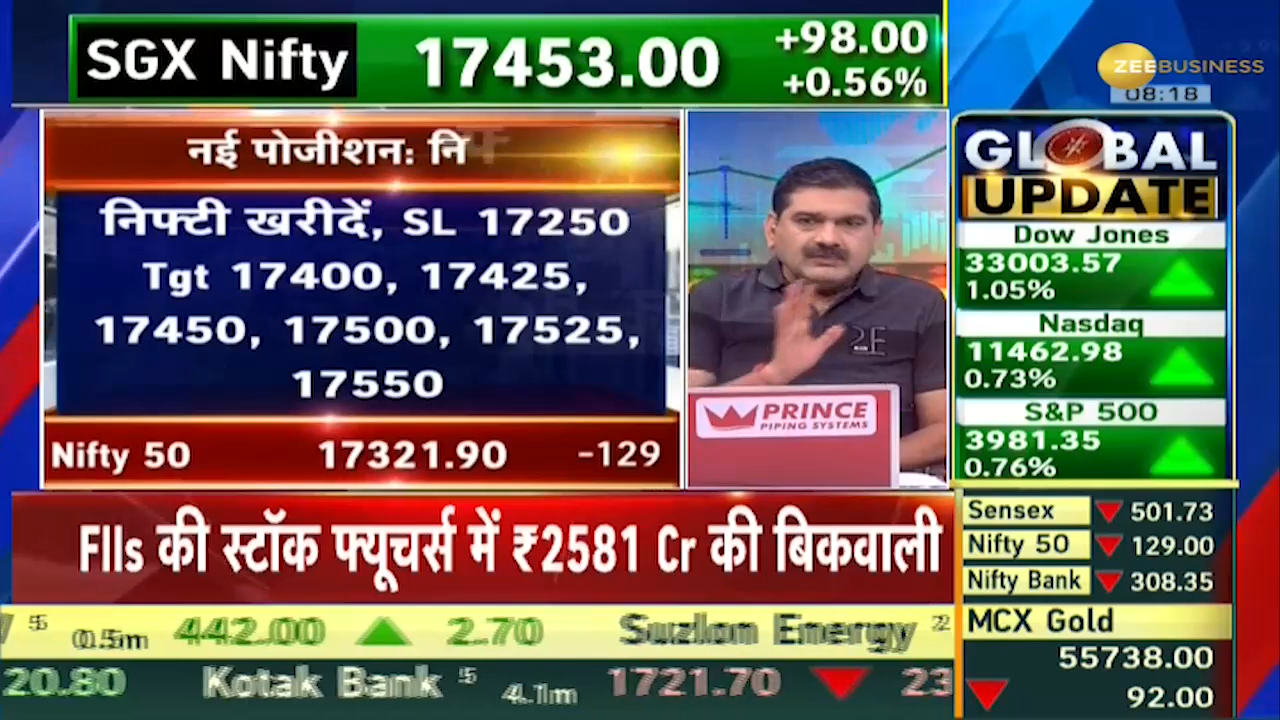 SGX Nifty 17453.00 +98.00
+0.56%
ZEEBUSINESS
08:18
नई पोजीशन: नि
निफ्टी खरीदें, SL 17250
Tgt 17400, 17425,
17450, 17500, 17525,
17550
Nifty 50 17321.90 -129
PRINCE
PIPING SYSTEMS
GLOBAL
UPDATE
Dow Jones
33003.57
1.05%
Nasdaq
11462.98
0.73%
S&P 500
3981.35
0.76%
FIIs की स्टॉक फ्यूचर्स में ₹2581 Cr की बिकवाली
Sensex 501.73
Nifty 50 129.00
Nifty Bank 308.35
MCX Gold
55738.00
92.00
442.00 2.70 Suzlon Energy
20.80 Kotak Bank 4.1m 1721.70 23